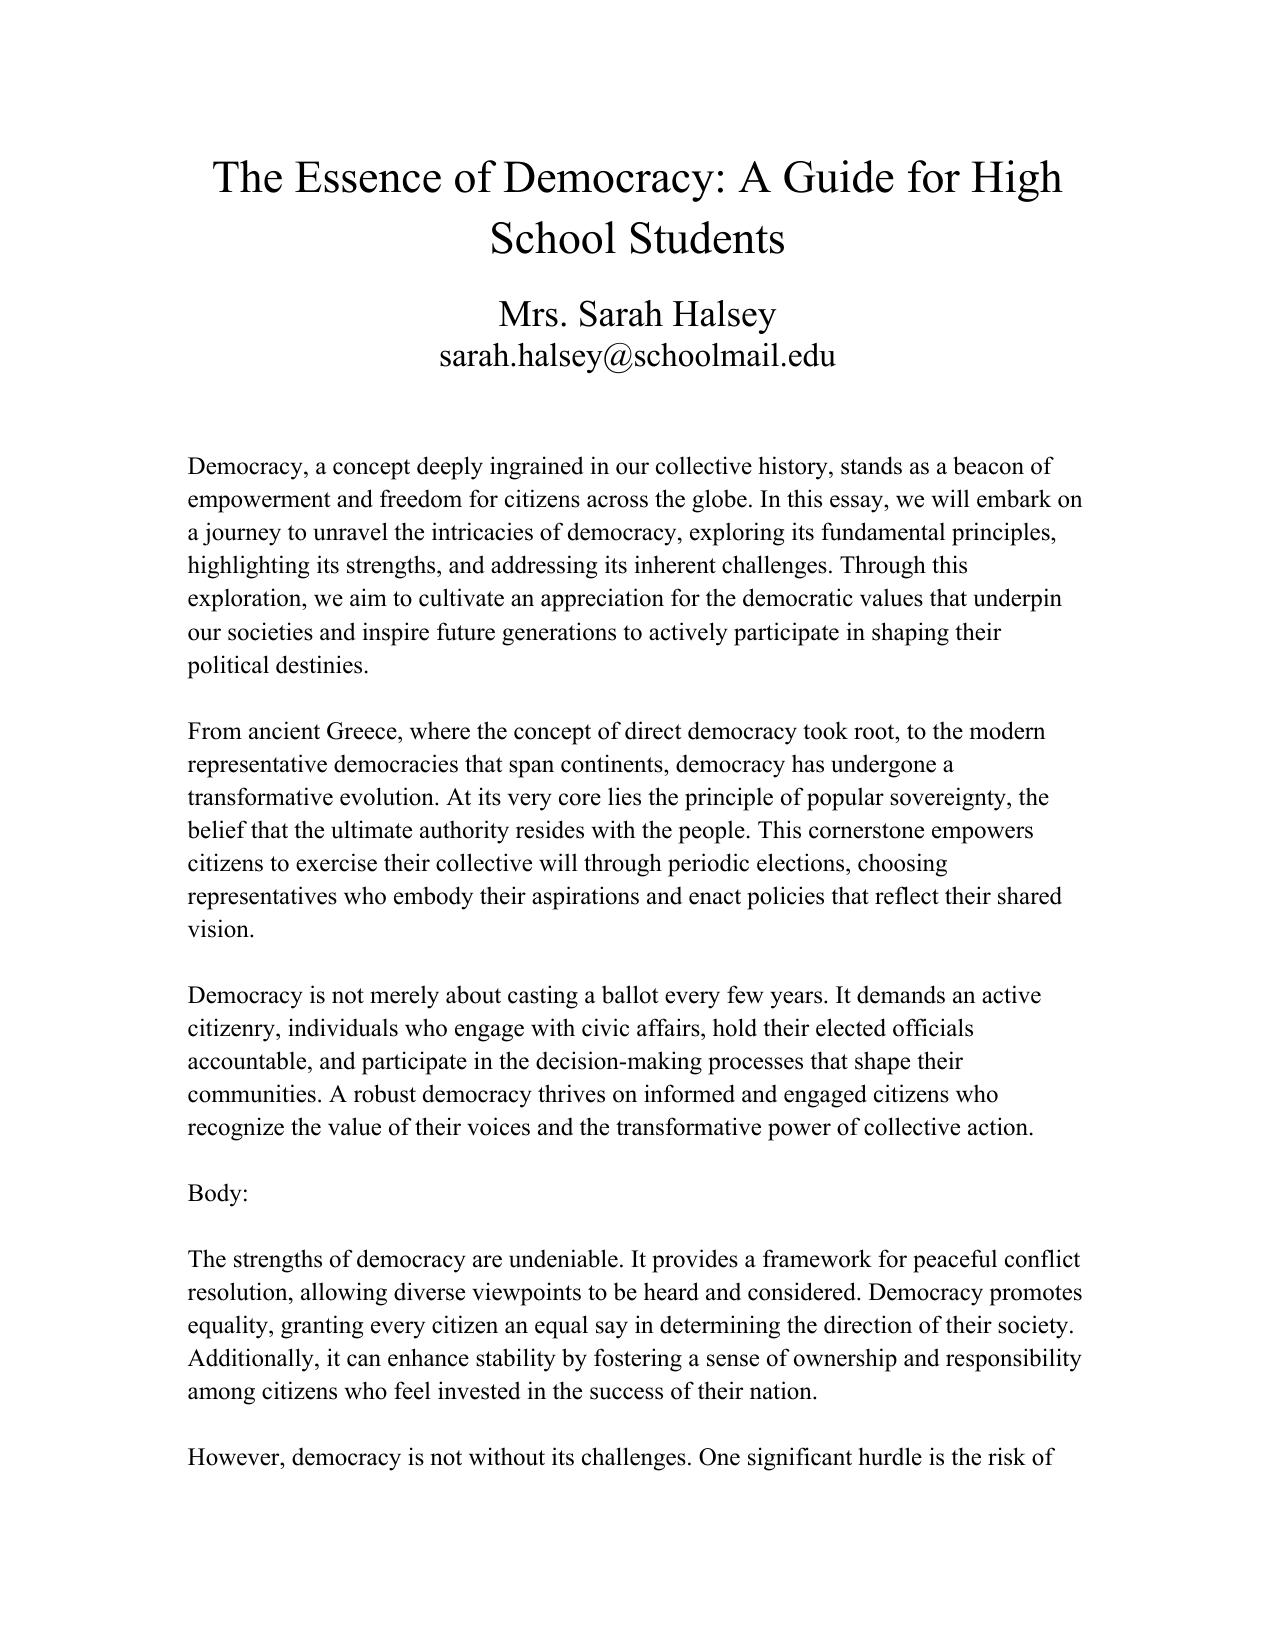 The Essence of Democracy: A Guide for High
School Students
Mrs. Sarah Halsey
sarah.halsey@schoolmail.edu
Democracy, a concept deeply ingrained in our collective history, stands as a beacon of
empowerment and freedom for citizens across the globe. In this essay, we will embark on
a journey to unravel the intricacies of democracy, exploring its fundamental principles,
highlighting its strengths, and addressing its inherent challenges. Through this
exploration, we aim to cultivate an appreciation for the democratic values that underpin
our societies and inspire future generations to actively participate in shaping their
political destinies.
From ancient Greece, where the concept of direct democracy took root, to the modern
representative democracies that span continents, democracy has undergone a
transformative evolution. At its very core lies the principle of popular sovereignty, the
belief that the ultimate authority resides with the people. This cornerstone empowers
citizens to exercise their collective will through periodic elections, choosing
representatives who embody their aspirations and enact policies that reflect their shared
vision.
Democracy is not merely about casting a ballot every few years. It demands an active
citizenry, individuals who engage with civic affairs, hold their elected officials
accountable, and participate in the decision-making processes that shape their
communities. A robust democracy thrives on informed and engaged citizens who
recognize the value of their voices and the transformative power of collective action.
Body:
The strengths of democracy are undeniable. It provides a framework for peaceful conflict
resolution, allowing diverse viewpoints to be heard and considered. Democracy promotes
equality, granting every citizen an equal say in determining the direction of their society.
Additionally, it can enhance stability by fostering a sense of ownership and responsibility
among citizens who feel invested in the success of their nation.
However, democracy is not without its challenges. One significant hurdle is the risk of